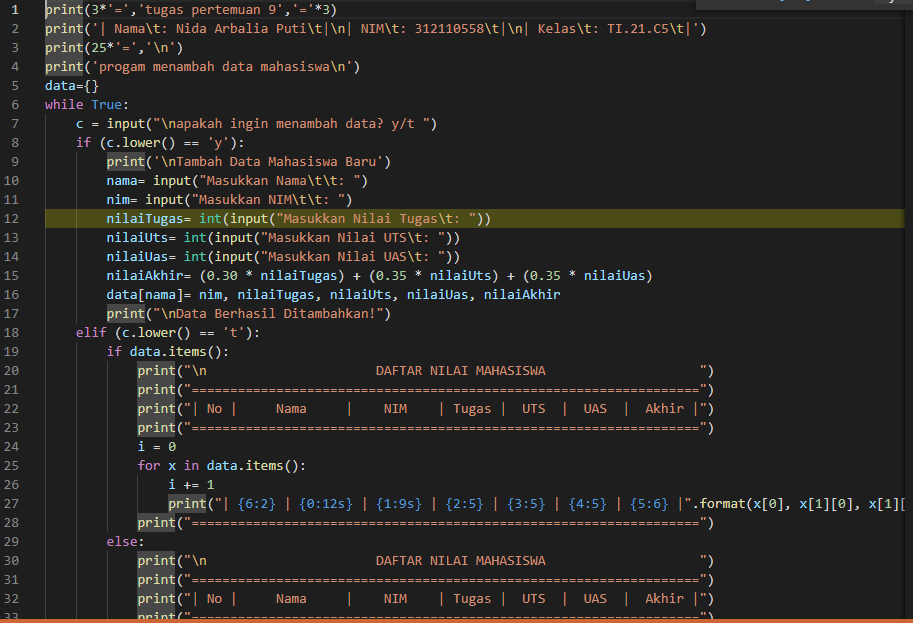 1 print(3*'=','tugas pertemuan 9','='*3)
2 print('| Nama\t: Nida Arbalia Puti\t|\n| NIM\t: 312110558\t|\n| Kelas\t: TI.21.C5\t|')
3 print(25*'=','\n')
4 print('progam menambah data mahasiswa\n')
5 data={}
6 while True:
7     c = input("\napakah ingin menambah data? y/t ")
8     if (c.lower() == 'y'):
9         print('\nTambah Data Mahasiswa Baru')
10         nama= input("Masukkan Nama\t\t: ")
11         nim= input("Masukkan NIM\t\t: ")
12         nilaiTugas= int(input("Masukkan Nilai Tugas\t: "))
13         nilaiUts= int(input("Masukkan Nilai UTS\t: "))
14         nilaiUas= int(input("Masukkan Nilai UAS\t: "))
15         nilaiAkhir= (0.30 * nilaiTugas) + (0.35 * nilaiUts) + (0.35 * nilaiUas)
16         data[nama]= nim, nilaiTugas, nilaiUts, nilaiUas, nilaiAkhir
17         print("\nData Berhasil Ditambahkan!")
18     elif (c.lower() == 't'):
19         if data.items():
20             print("\n                      DAFTAR NILAI MAHASISWA                    ")
21             print("==================================================================")
22             print("| No |     Nama     |    NIM    | Tugas |  UTS  |  UAS  |  Akhir |")
23             print("==================================================================")
24             i = 0
25             for x in data.items():
26                 i += 1
27                 print("| {6:2} | {0:12s} | {1:9s} | {2:5} | {3:5} | {4:5} | {5:6} |".format(x[0], x[1][0], x[1][
28             print("==================================================================")
29         else:
30             print("\n                      DAFTAR NILAI MAHASISWA                    ")
31             print("==================================================================")
32             print("| No |     Nama     |    NIM    | Tugas |  UTS  |  UAS  |  Akhir |")
33             print("==================================================================")